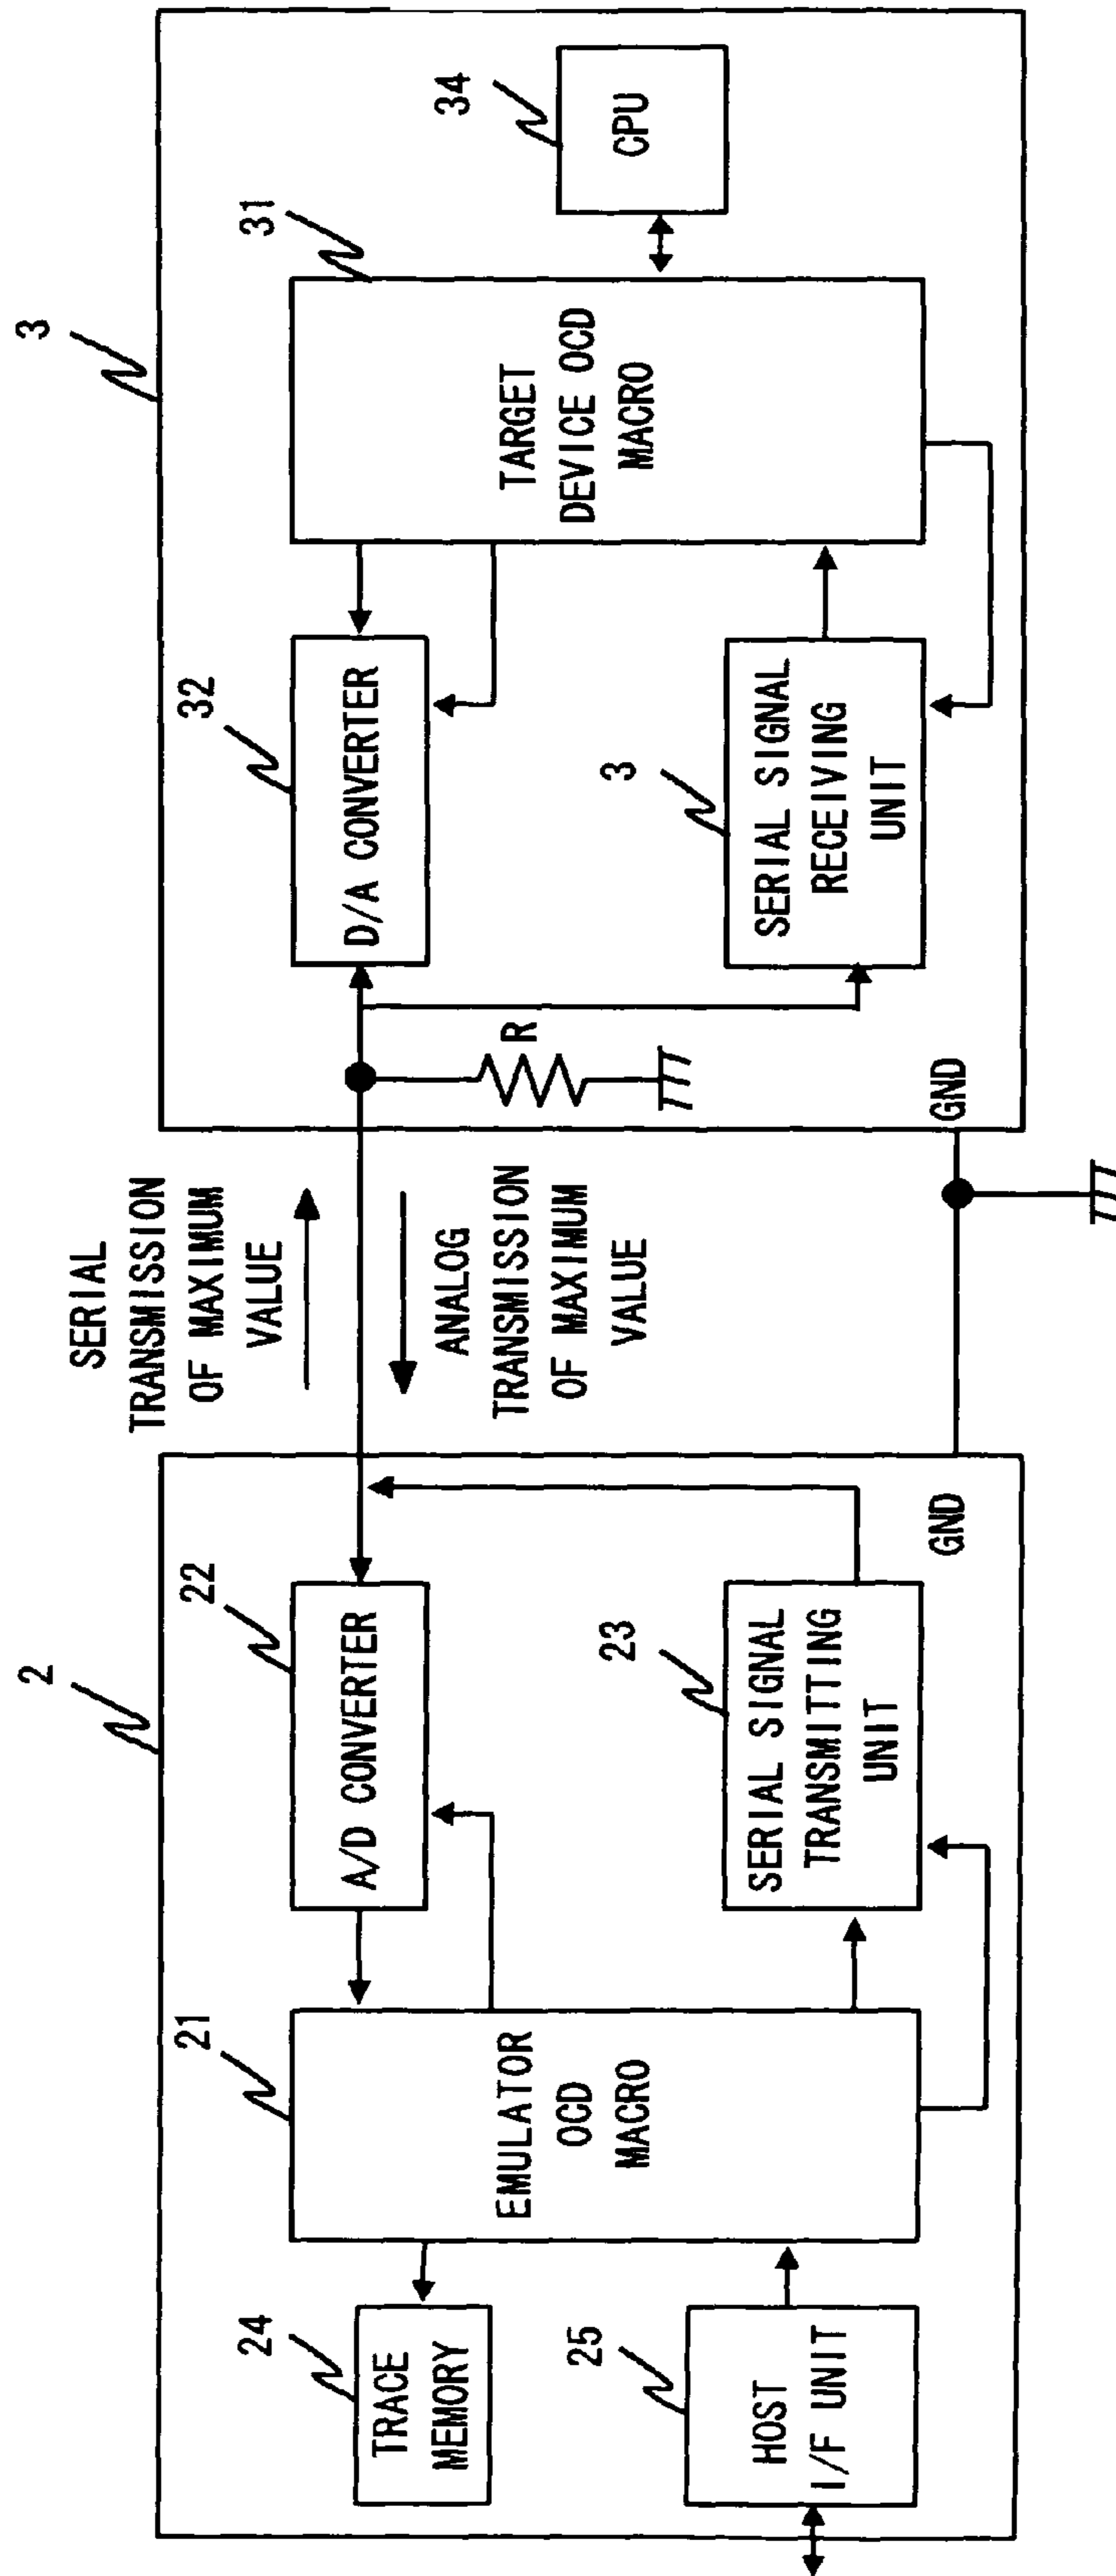 2
21
22
23
24
25
TRACE
MEMORY
HOST
I/F UNIT
EMULATOR
OCD
MACRO
A/D CONVERTER
SERIAL SIGNAL
TRANSMITTING
UNIT
GND
SERIAL
TRANSMISSION
OF MAXIMUM
VALUE
ANALOG
TRANSMISSION
OF MAXIMUM
VALUE
3
32
31
34
3
R
GND
D/A CONVERTER
SERIAL SIGNAL
RECEIVING
UNIT
TARGET
DEVICE OCD
MACRO
CPU